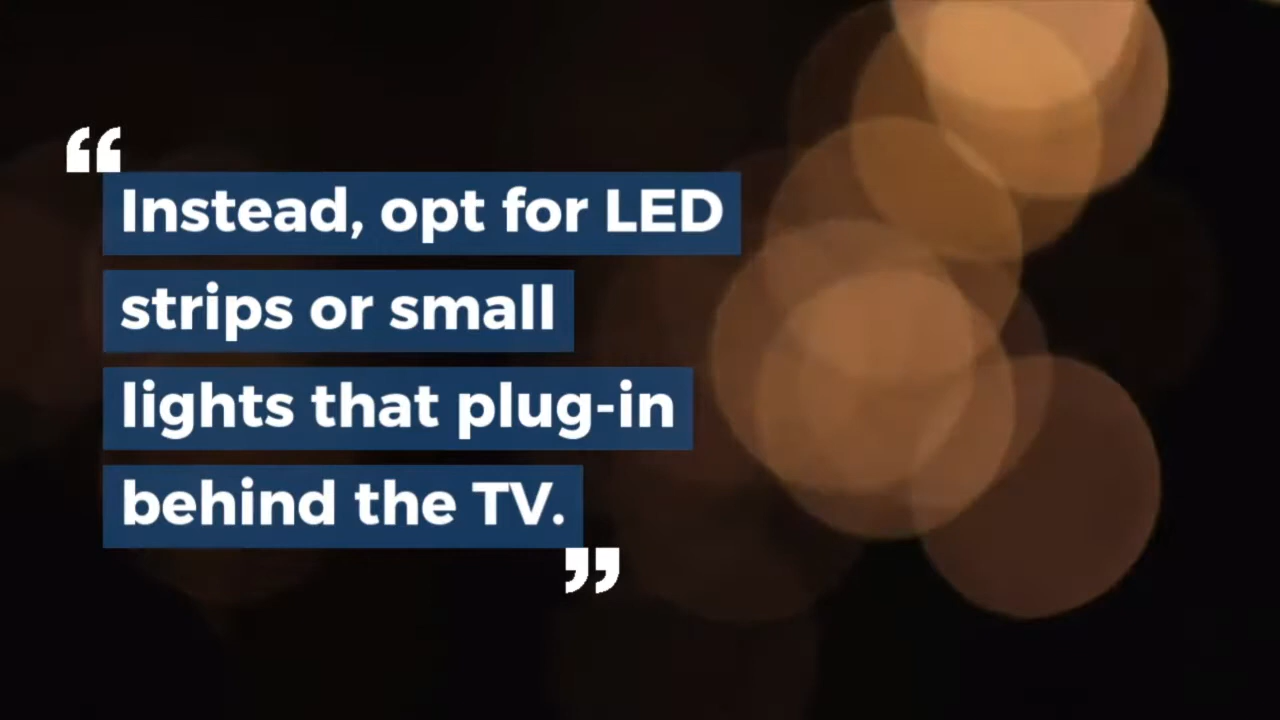 “Instead, opt for LED
strips or small
lights that plug-in
behind the TV.”